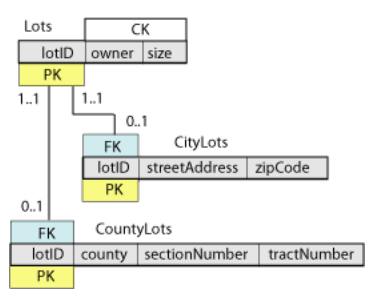 Lots
CK
lotID owner size
PK
1..1 1..1
0..1
FK CityLots
lotID streetAddress zipCode
PK
0..1
FK CountyLots
lotID county sectionNumber tractNumber
PK